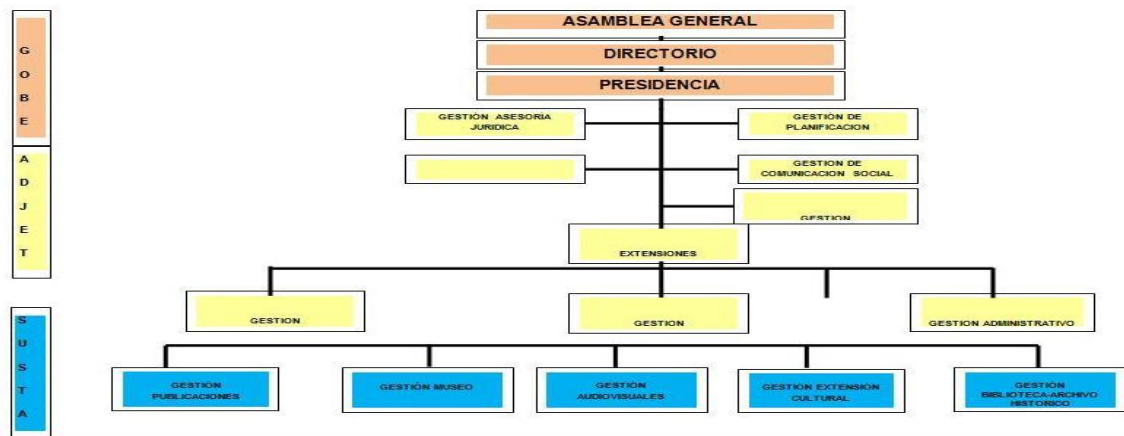 ASAMBLEA GENERAL
DIRECTORIO
PRESIDENCIA
G
O
B
E
GESTIÓN ASESORIA
JURIDICA
GESTIÓN DE
PLANIFICACION
A
D
J
E
T
GESTION DE
COMUNICACION SOCIAL
GESTION
EXTENSIONES
GESTION
GESTION
GESTION ADMINISTRATIVO
S
U
S
T
A
GESTIÓN
PUBLICACIONES
GESTIÓN MUSEO
GESTIÓN
AUDIOVISUALES
GESTIÓN EXTENSIÓN
CULTURAL
GESTIÓN
BIBLIOTECA-ARCHIVO
HISTORICO